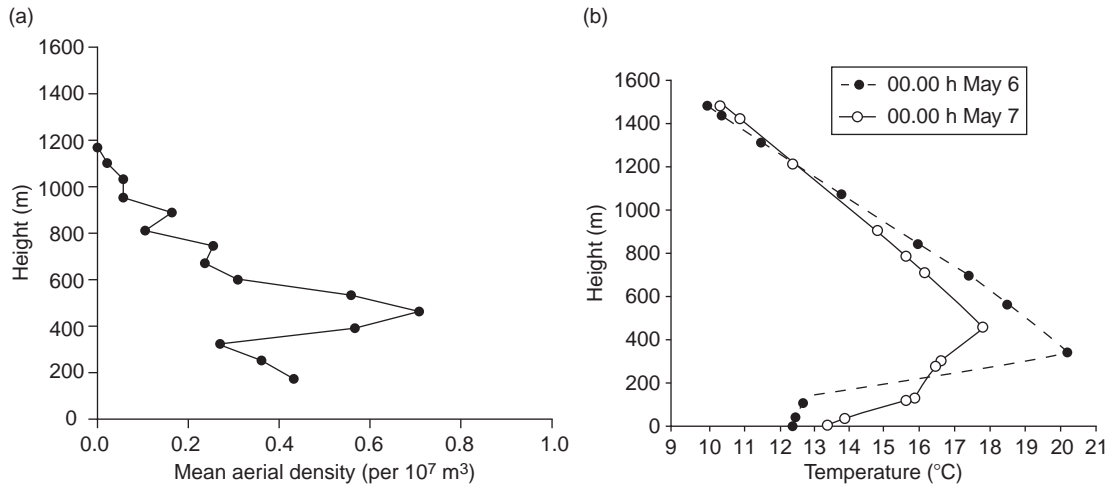 (a)
1600
1400
1200
1000
800
600
400
200
0
Height (m)
0.0 0.2 0.4 0.6 0.8 1.0
Mean aerial density (per 10⁷ m³)
(b)
00.00 h May 6
00.00 h May 7
1600
1400
1200
1000
800
600
400
200
0
Height (m)
9 10 11 12 13 14 15 16 17 18 19 20 21
Temperature (°C)